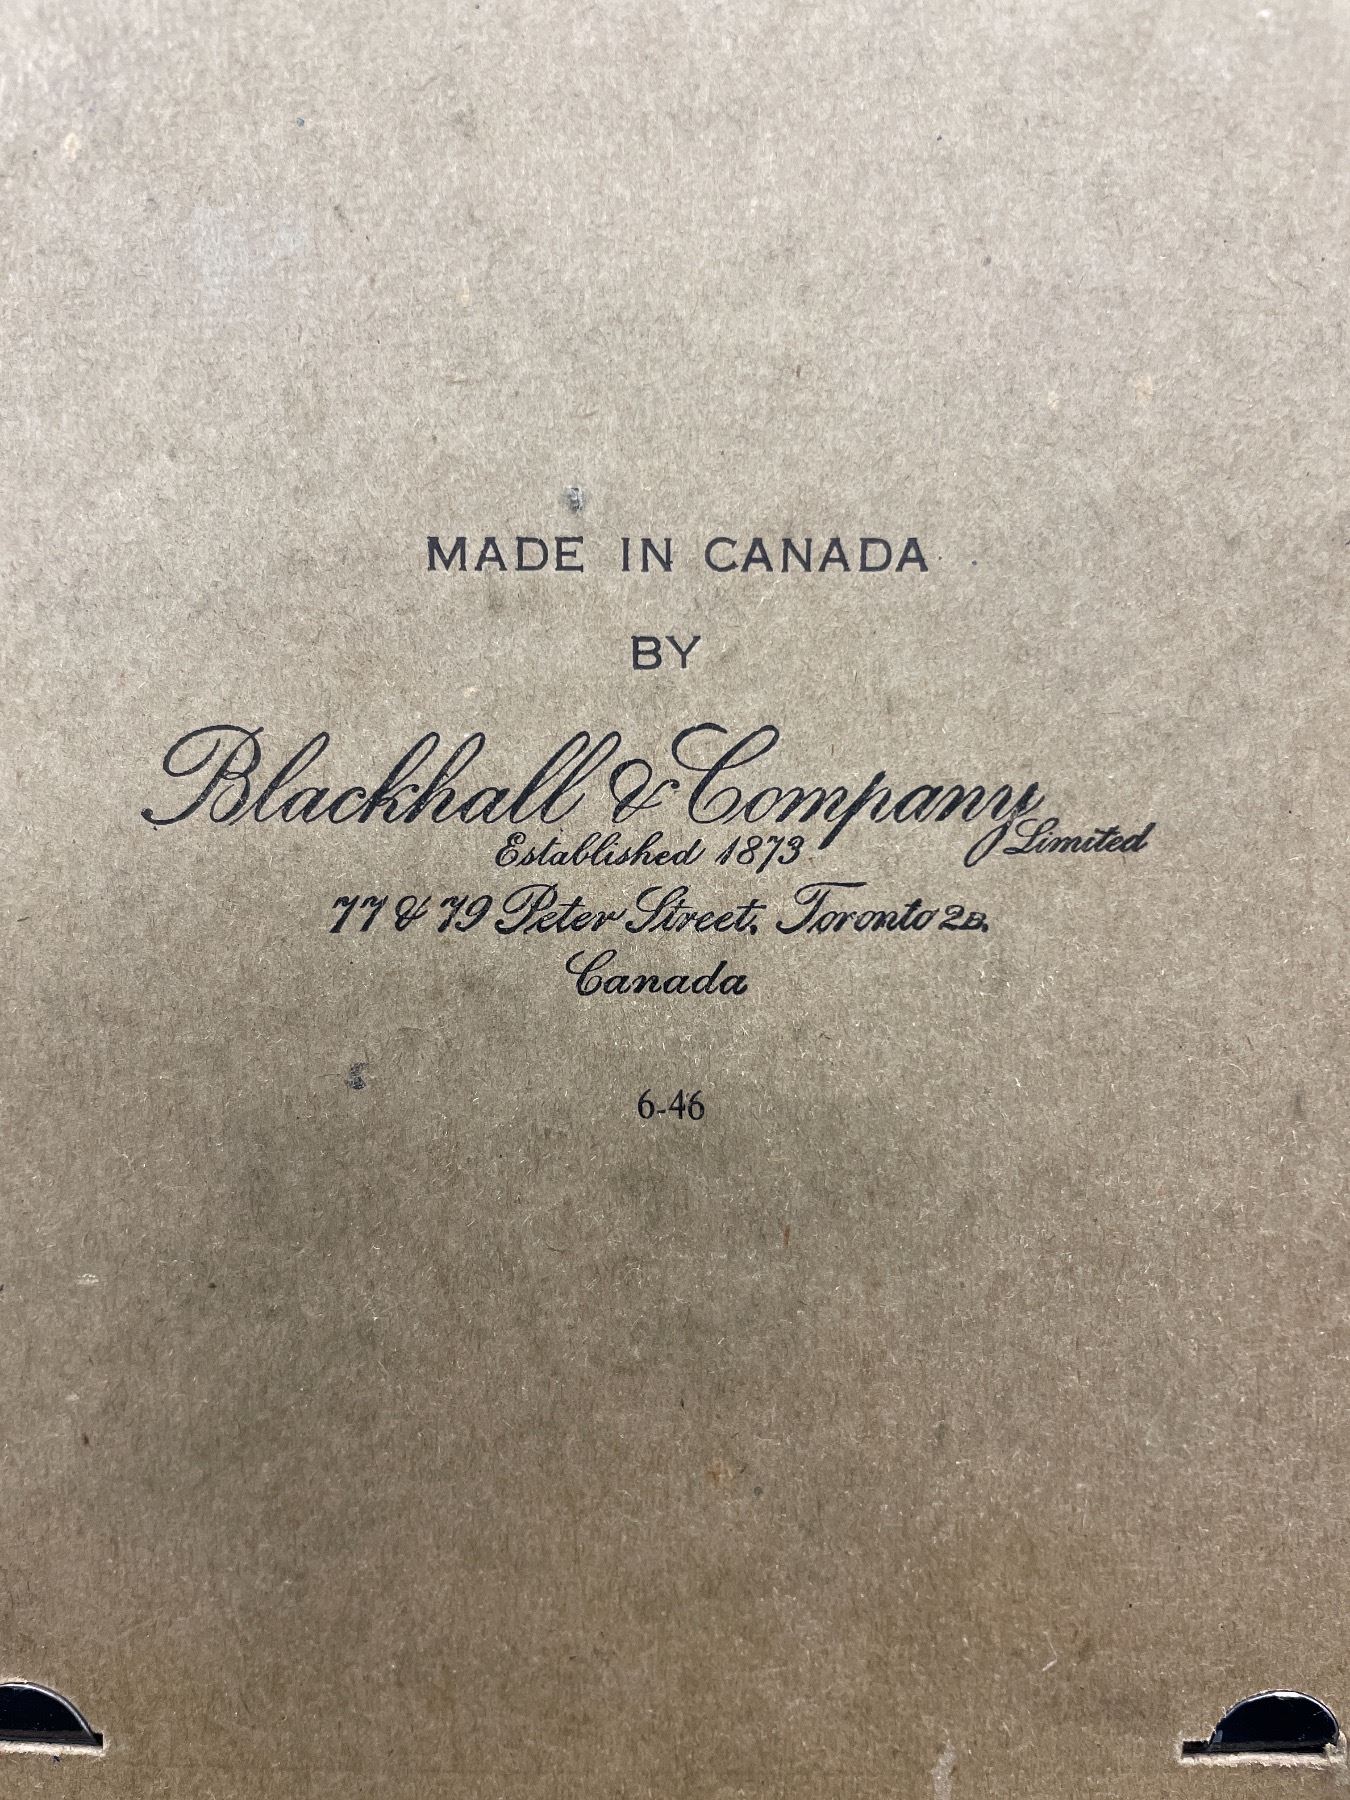 MADE IN CANADA
BY
Blackhall & Company Limited
Established 1873
77 & 79 Peter Street, Toronto 2B.
Canada
6-46